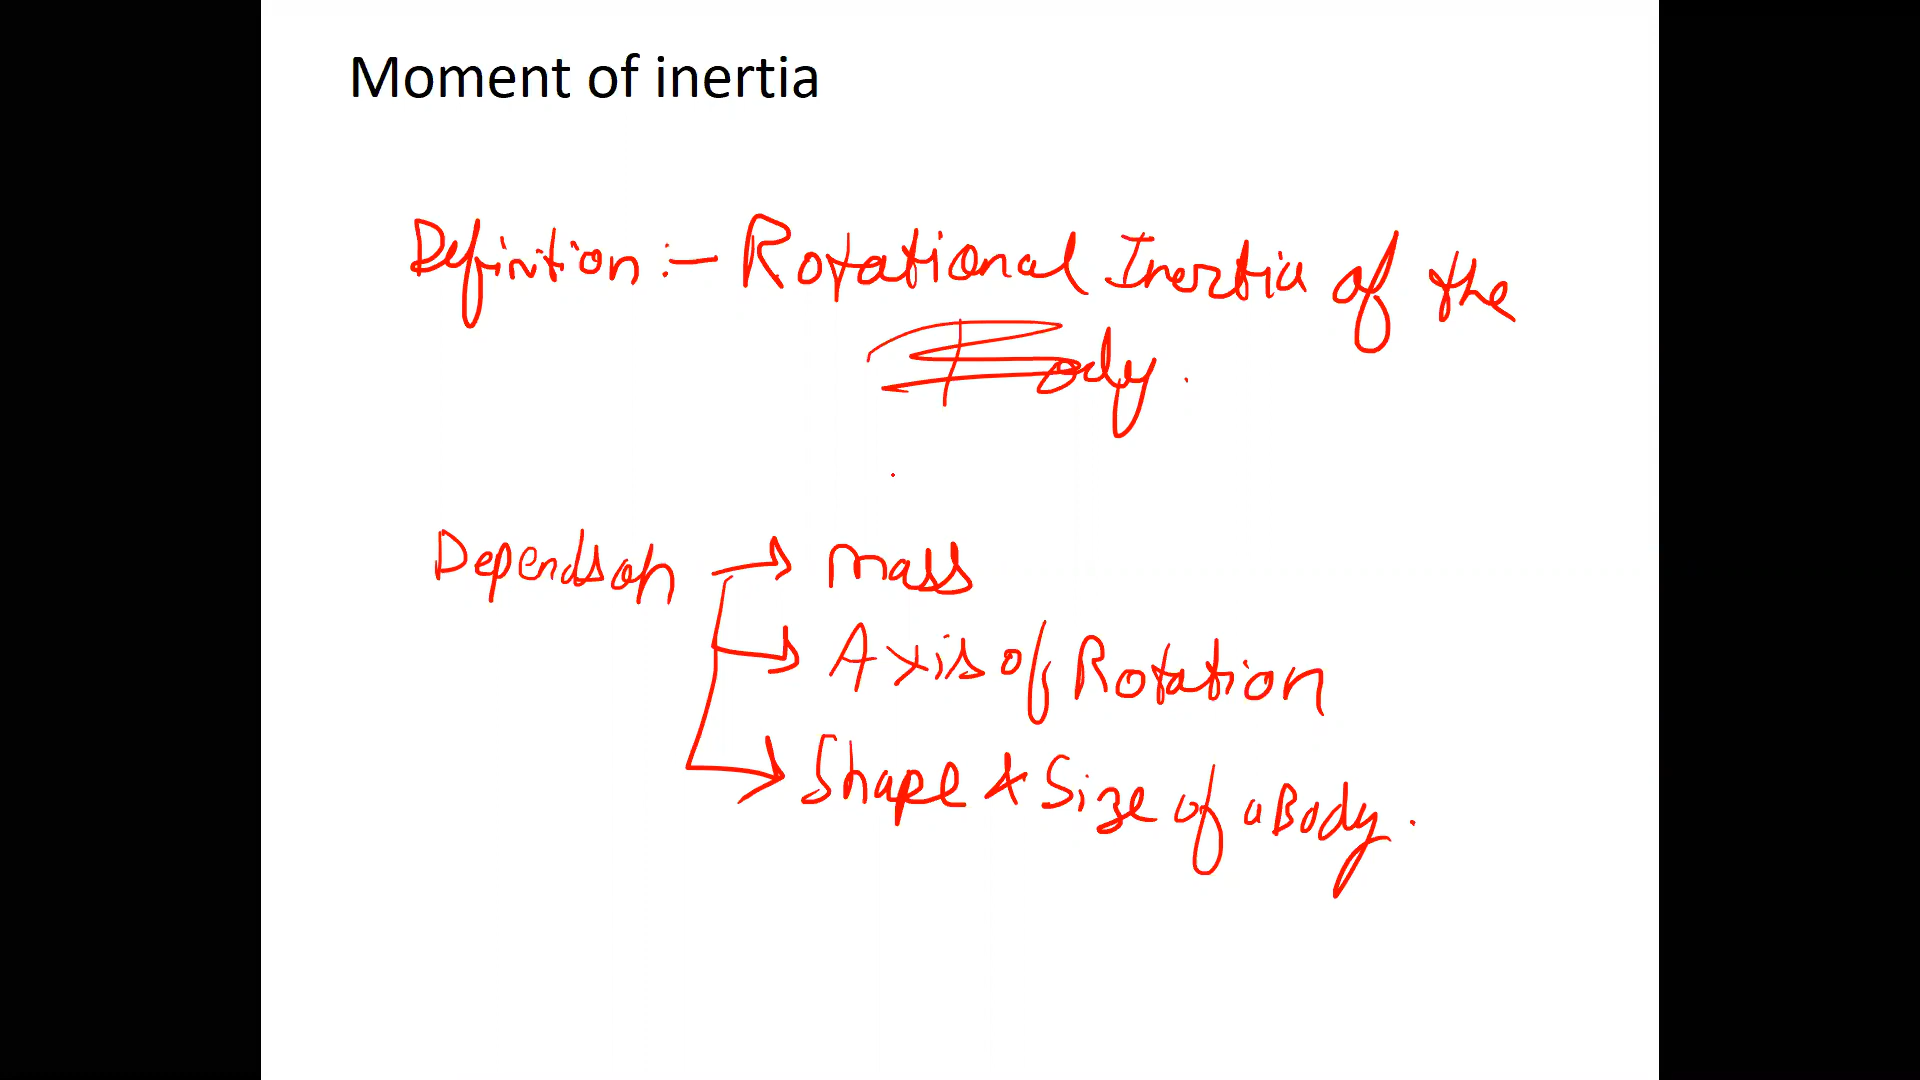 Moment of inertia
Definition :- Rotational Inertia of the
Body.
Depends on → mass
→ Axis of Rotation
→ Shape & Size of a Body.